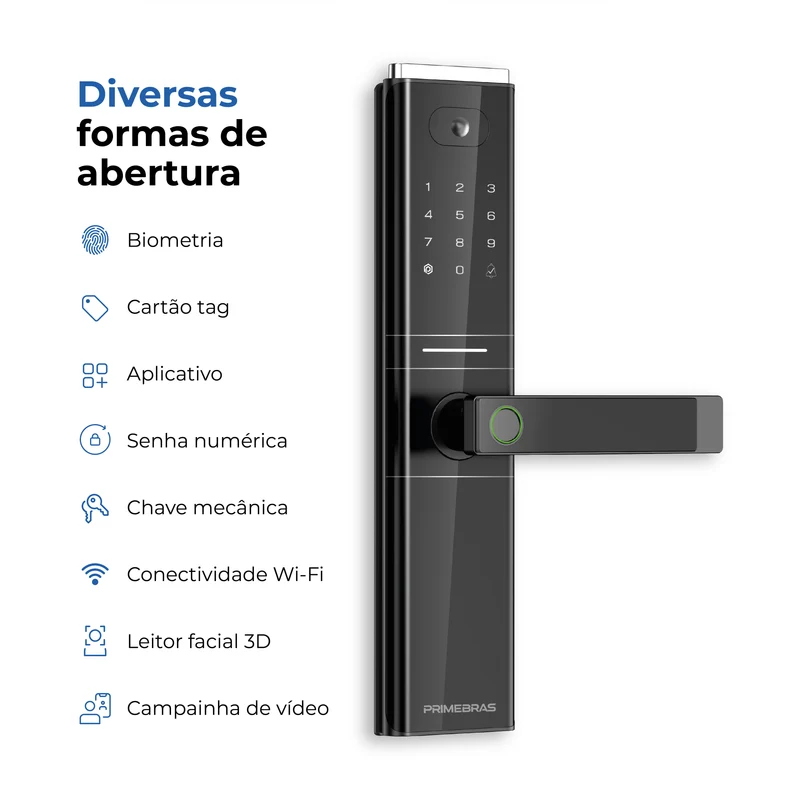 Diversas
formas de
abertura
Biometria
Cartão tag
Aplicativo
Senha numérica
Chave mecânica
Conectividade Wi-Fi
Leitor facial 3D
Campainha de vídeo
1 2 3
4 5 6
7 8 9
0
PRIMEBRAS